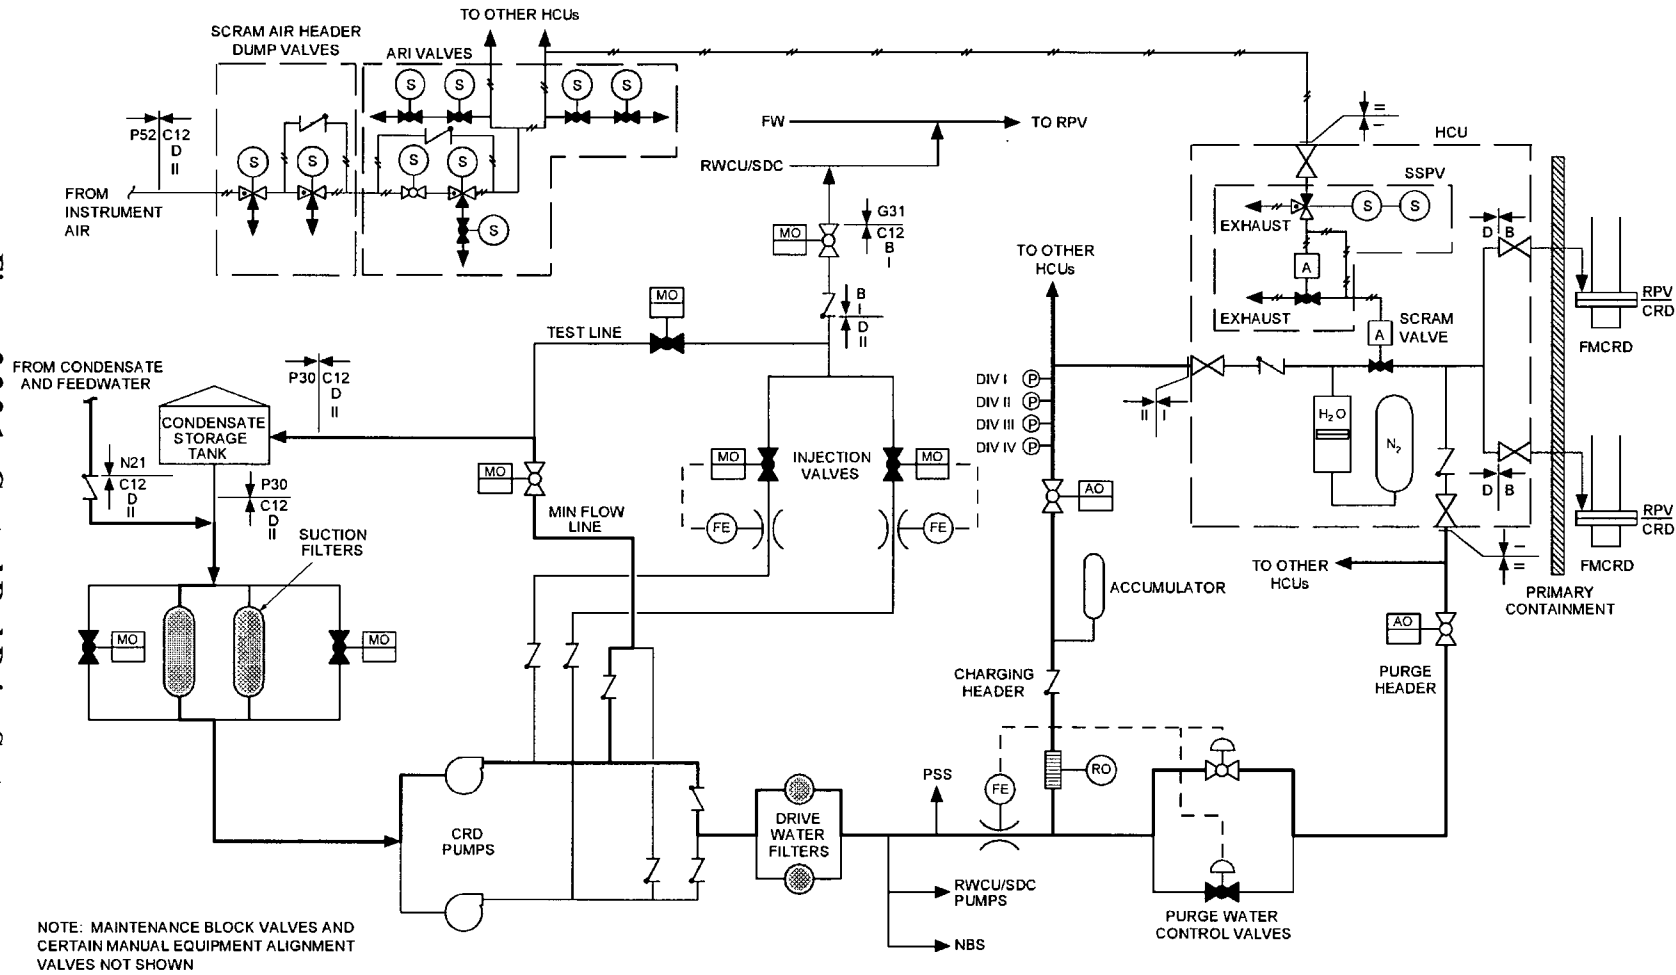 TO OTHER HCUs
SCRAM AIR HEADER
DUMP VALVES
ARI VALVES
S
S
S
S
P52
C12
D
II
S
S
S
S
S
FROM
INSTRUMENT
AIR
FW
TO RPV
RWCU/SDC
G31
C12
B
I
MO
B
I
D
II
MO
TEST LINE
HCU
SSPV
S
S
EXHAUST
A
EXHAUST
SCRAM
VALVE
A
D
B
RPV
CRD
FMCRD
TO OTHER
HCUs
FROM CONDENSATE
AND FEEDWATER
P30
C12
D
II
CONDENSATE
STORAGE
TANK
N21
C12
D
II
P30
C12
D
II
SUCTION
FILTERS
MO
MO
MO
MIN FLOW
LINE
MO
INJECTION
VALVES
MO
FE
FE
DIV I
P
DIV II
P
DIV III
P
DIV IV
P
II
I
H2O
N2
D
B
RPV
CRD
FMCRD
AO
ACCUMULATOR
TO OTHER
HCUs
I
II
PRIMARY
CONTAINMENT
AO
PURGE
HEADER
CHARGING
HEADER
RO
CRD
PUMPS
DRIVE
WATER
FILTERS
PSS
FE
RWCU/SDC
PUMPS
NBS
PURGE WATER
CONTROL VALVES
NOTE: MAINTENANCE BLOCK VALVES AND
CERTAIN MANUAL EQUIPMENT ALIGNMENT
VALVES NOT SHOWN